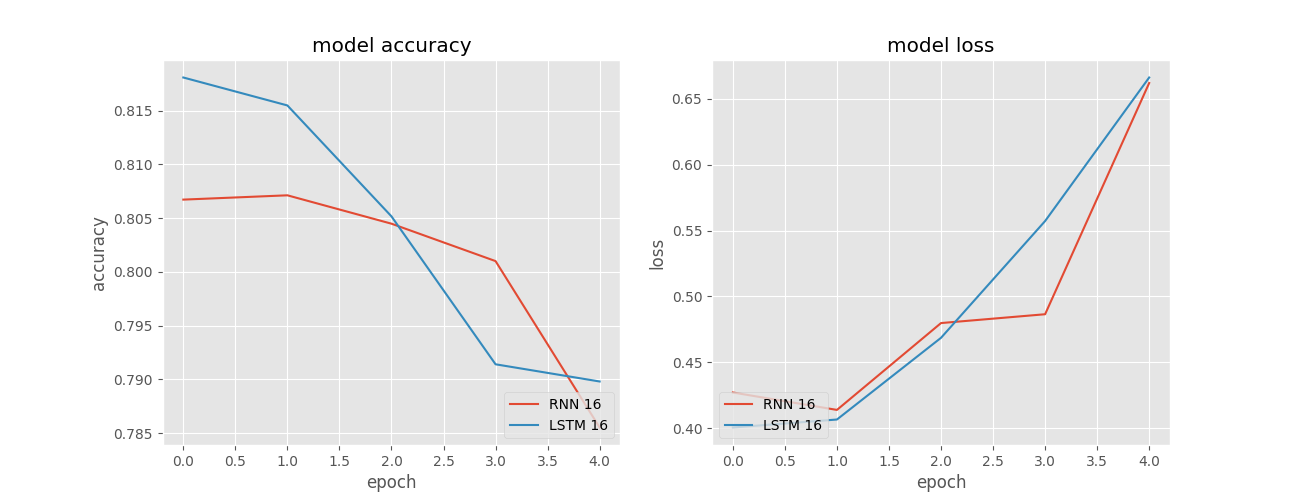 model accuracy
accuracy
0.815
0.810
0.805
0.800
0.795
0.790
0.785
RNN 16
LSTM 16
0.0 0.5 1.0 1.5 2.0 2.5 3.0 3.5 4.0
epoch
model loss
loss
0.65
0.60
0.55
0.50
0.45
0.40
RNN 16
LSTM 16
0.0 0.5 1.0 1.5 2.0 2.5 3.0 3.5 4.0
epoch